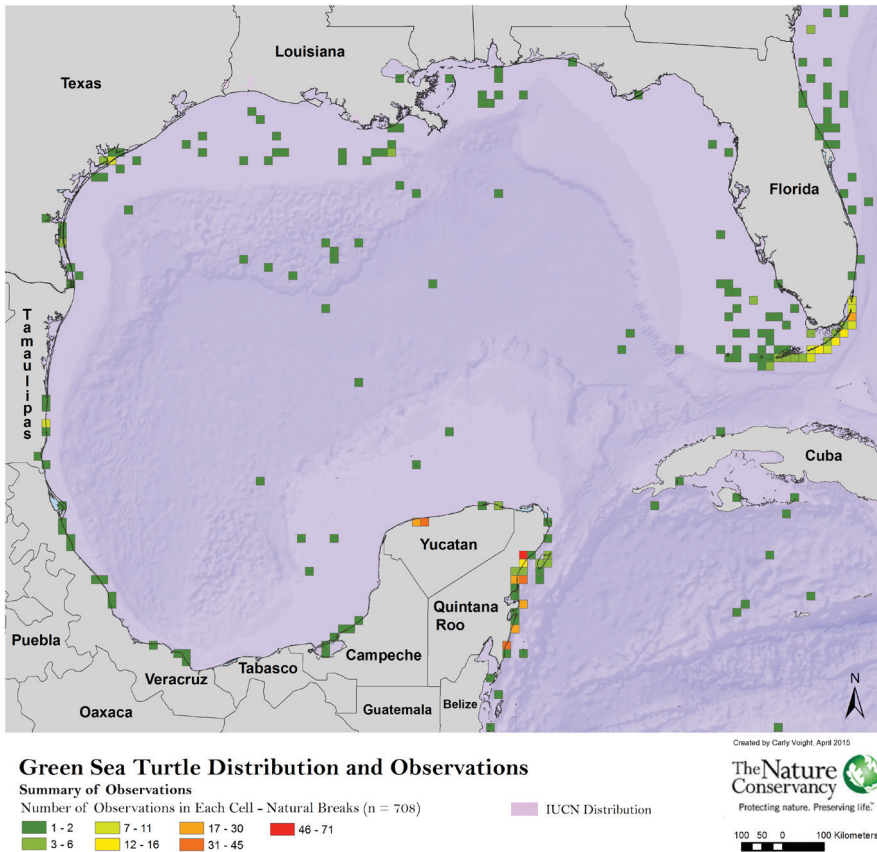 Louisiana
Texas
Florida
Tamaulipas
Cuba
Yucatan
Quintana
Roo
Puebla
Campeche
Tabasco
Veracruz
Belize
Guatemala
Oaxaca
N
Created by Carly Voight, April 2015
Green Sea Turtle Distribution and Observations
Summary of Observations
Number of Observations in Each Cell - Natural Breaks (n = 708)
1 - 2
7 - 11
17 - 30
46 - 71
3 - 6
12 - 16
31 - 45
IUCN Distribution
The Nature
Conservancy
Protecting nature. Preserving life.™
100 50 0 100 Kilometers